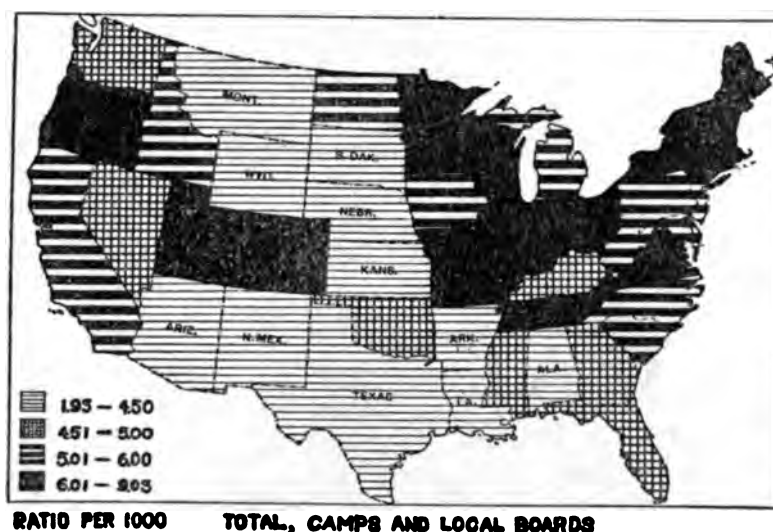 MONT.
S. DAK.
WYO.
NEBR.
KANS.
ARIZ.
N. MEX.
ARK.
TEXAS
LA.
ALA.
1.93 — 4.50
4.51 — 5.00
5.01 — 6.00
6.01 — 9.03
RATIO PER 1000 TOTAL, CAMPS AND LOCAL BOARDS